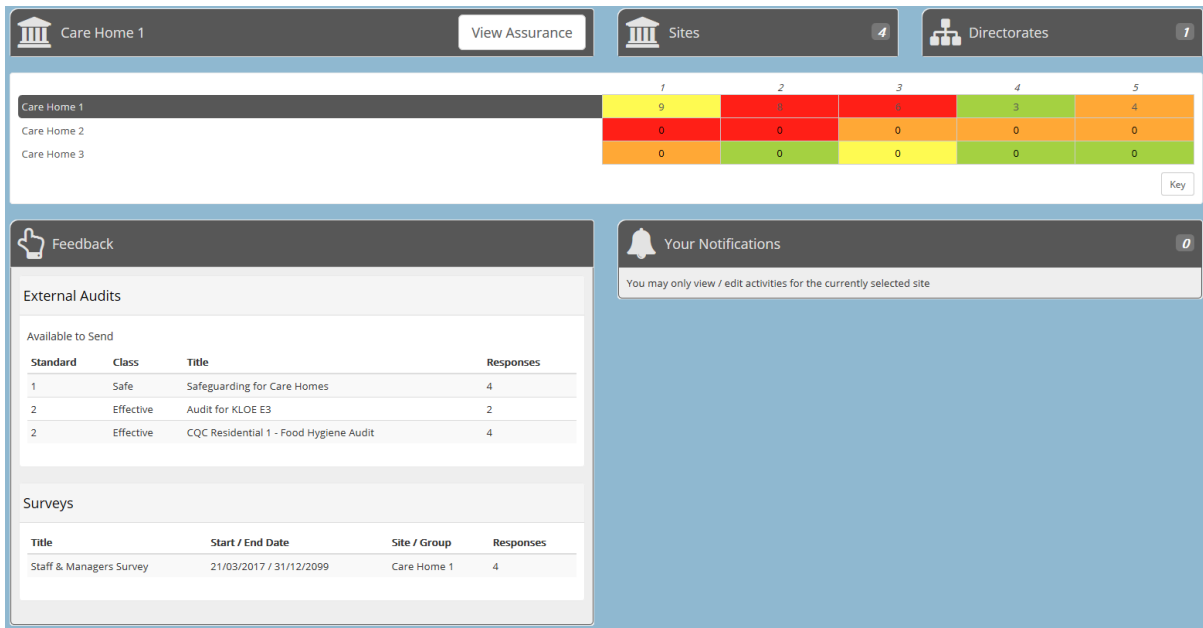 Care Home 1 View Assurance Sites 4 Directorates 1
1 2 3 4 5
Care Home 1 9 8 6 3 4
Care Home 2 0 0 0 0 0
Care Home 3 0 0 0 0 0
Key
Feedback
External Audits
Available to Send
Standard Class Title Responses
1 Safe Safeguarding for Care Homes 4
2 Effective Audit for KLOE E3 2
2 Effective CQC Residential 1 - Food Hygiene Audit 4
Surveys
Title Start / End Date Site / Group Responses
Staff & Managers Survey 21/03/2017 / 31/12/2099 Care Home 1 4
Your Notifications 0
You may only view / edit activities for the currently selected site